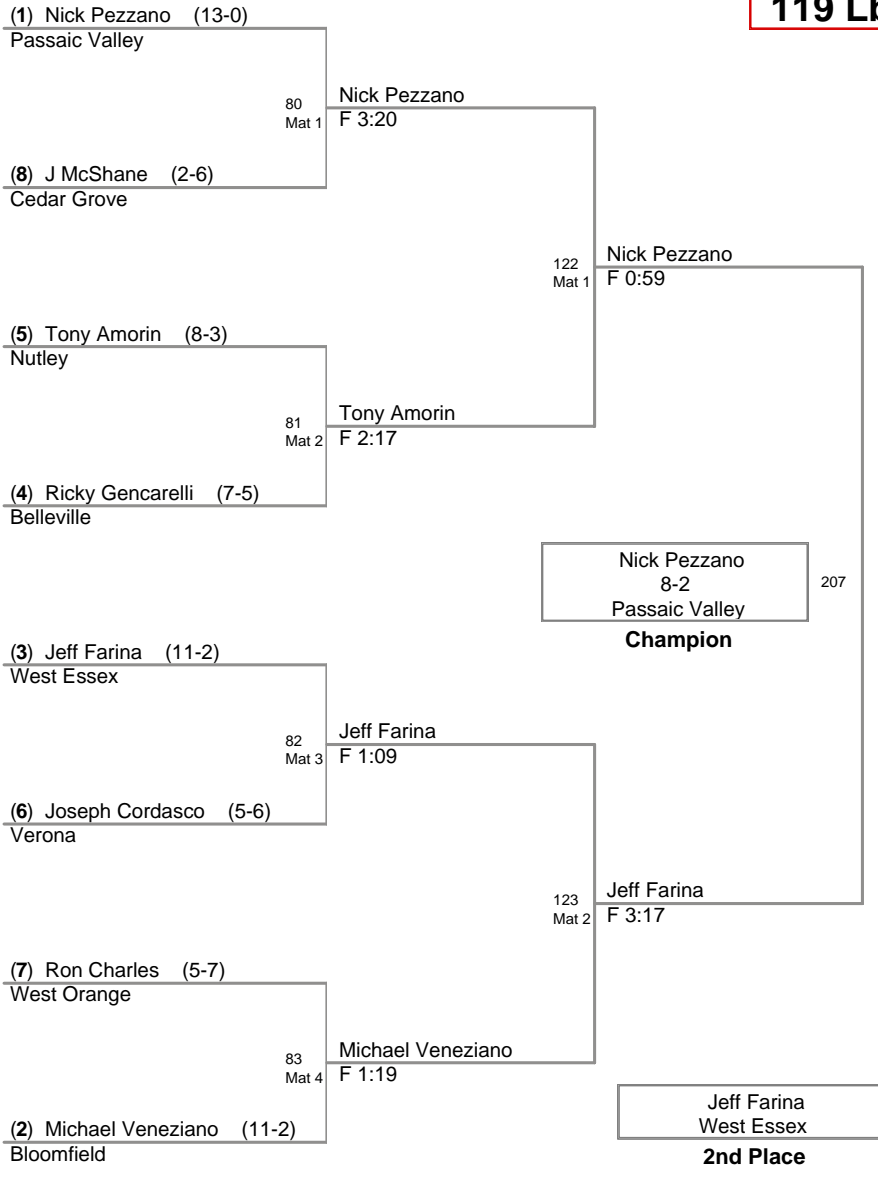 119 Lb
(1) Nick Pezzano (13-0)
Passaic Valley
80
Mat 1
Nick Pezzano
F 3:20
(8) J McShane (2-6)
Cedar Grove
122
Mat 1
Nick Pezzano
F 0:59
(5) Tony Amorin (8-3)
Nutley
81
Mat 2
Tony Amorin
F 2:17
(4) Ricky Gencarelli (7-5)
Belleville
Nick Pezzano
8-2
Passaic Valley
207
Champion
(3) Jeff Farina (11-2)
West Essex
82
Mat 3
Jeff Farina
F 1:09
(6) Joseph Cordasco (5-6)
Verona
123
Mat 2
Jeff Farina
F 3:17
(7) Ron Charles (5-7)
West Orange
83
Mat 4
Michael Veneziano
F 1:19
(2) Michael Veneziano (11-2)
Bloomfield
Jeff Farina
West Essex
2nd Place